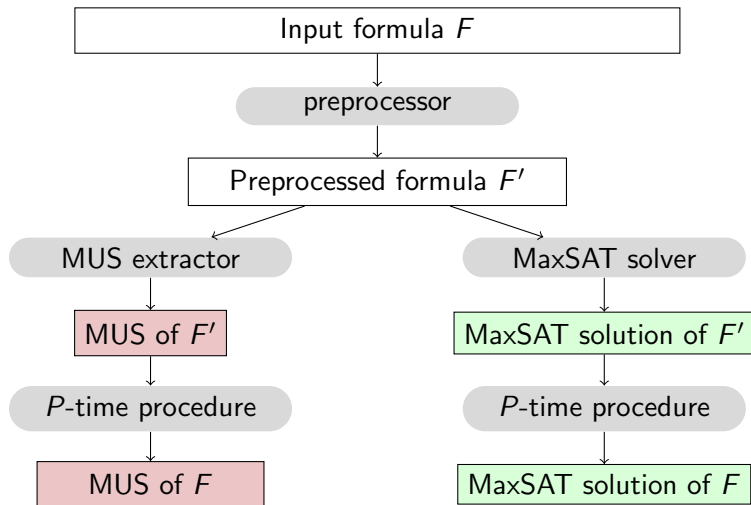 Input formula F
preprocessor
Preprocessed formula F′
MUS extractor
MaxSAT solver
MUS of F′
MaxSAT solution of F′
P-time procedure
P-time procedure
MUS of F
MaxSAT solution of F